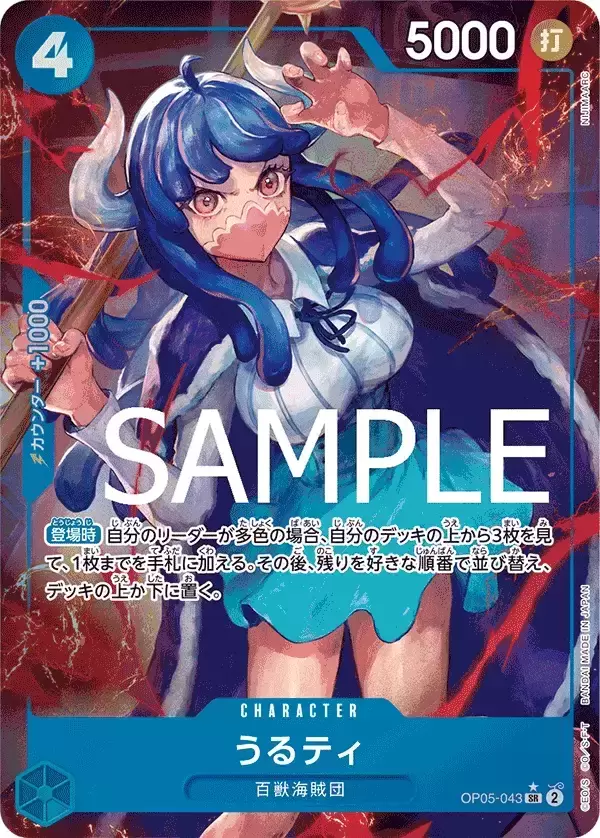 4
5000
打
NIJIMAARC
カウンター +1000
SAMPLE
登場時 自分のリーダーが多色の場合、自分のデッキの上から3枚を見
て、1枚までを手札に加える。その後、残りを好きな順番で並び替え、
デッキの上か下に置く。
CHARACTER
うるティ
百獣海賊団
OP05-043 SR 2
©E.O/S. ©O./S・F・T BANDAI MADE IN JAPAN